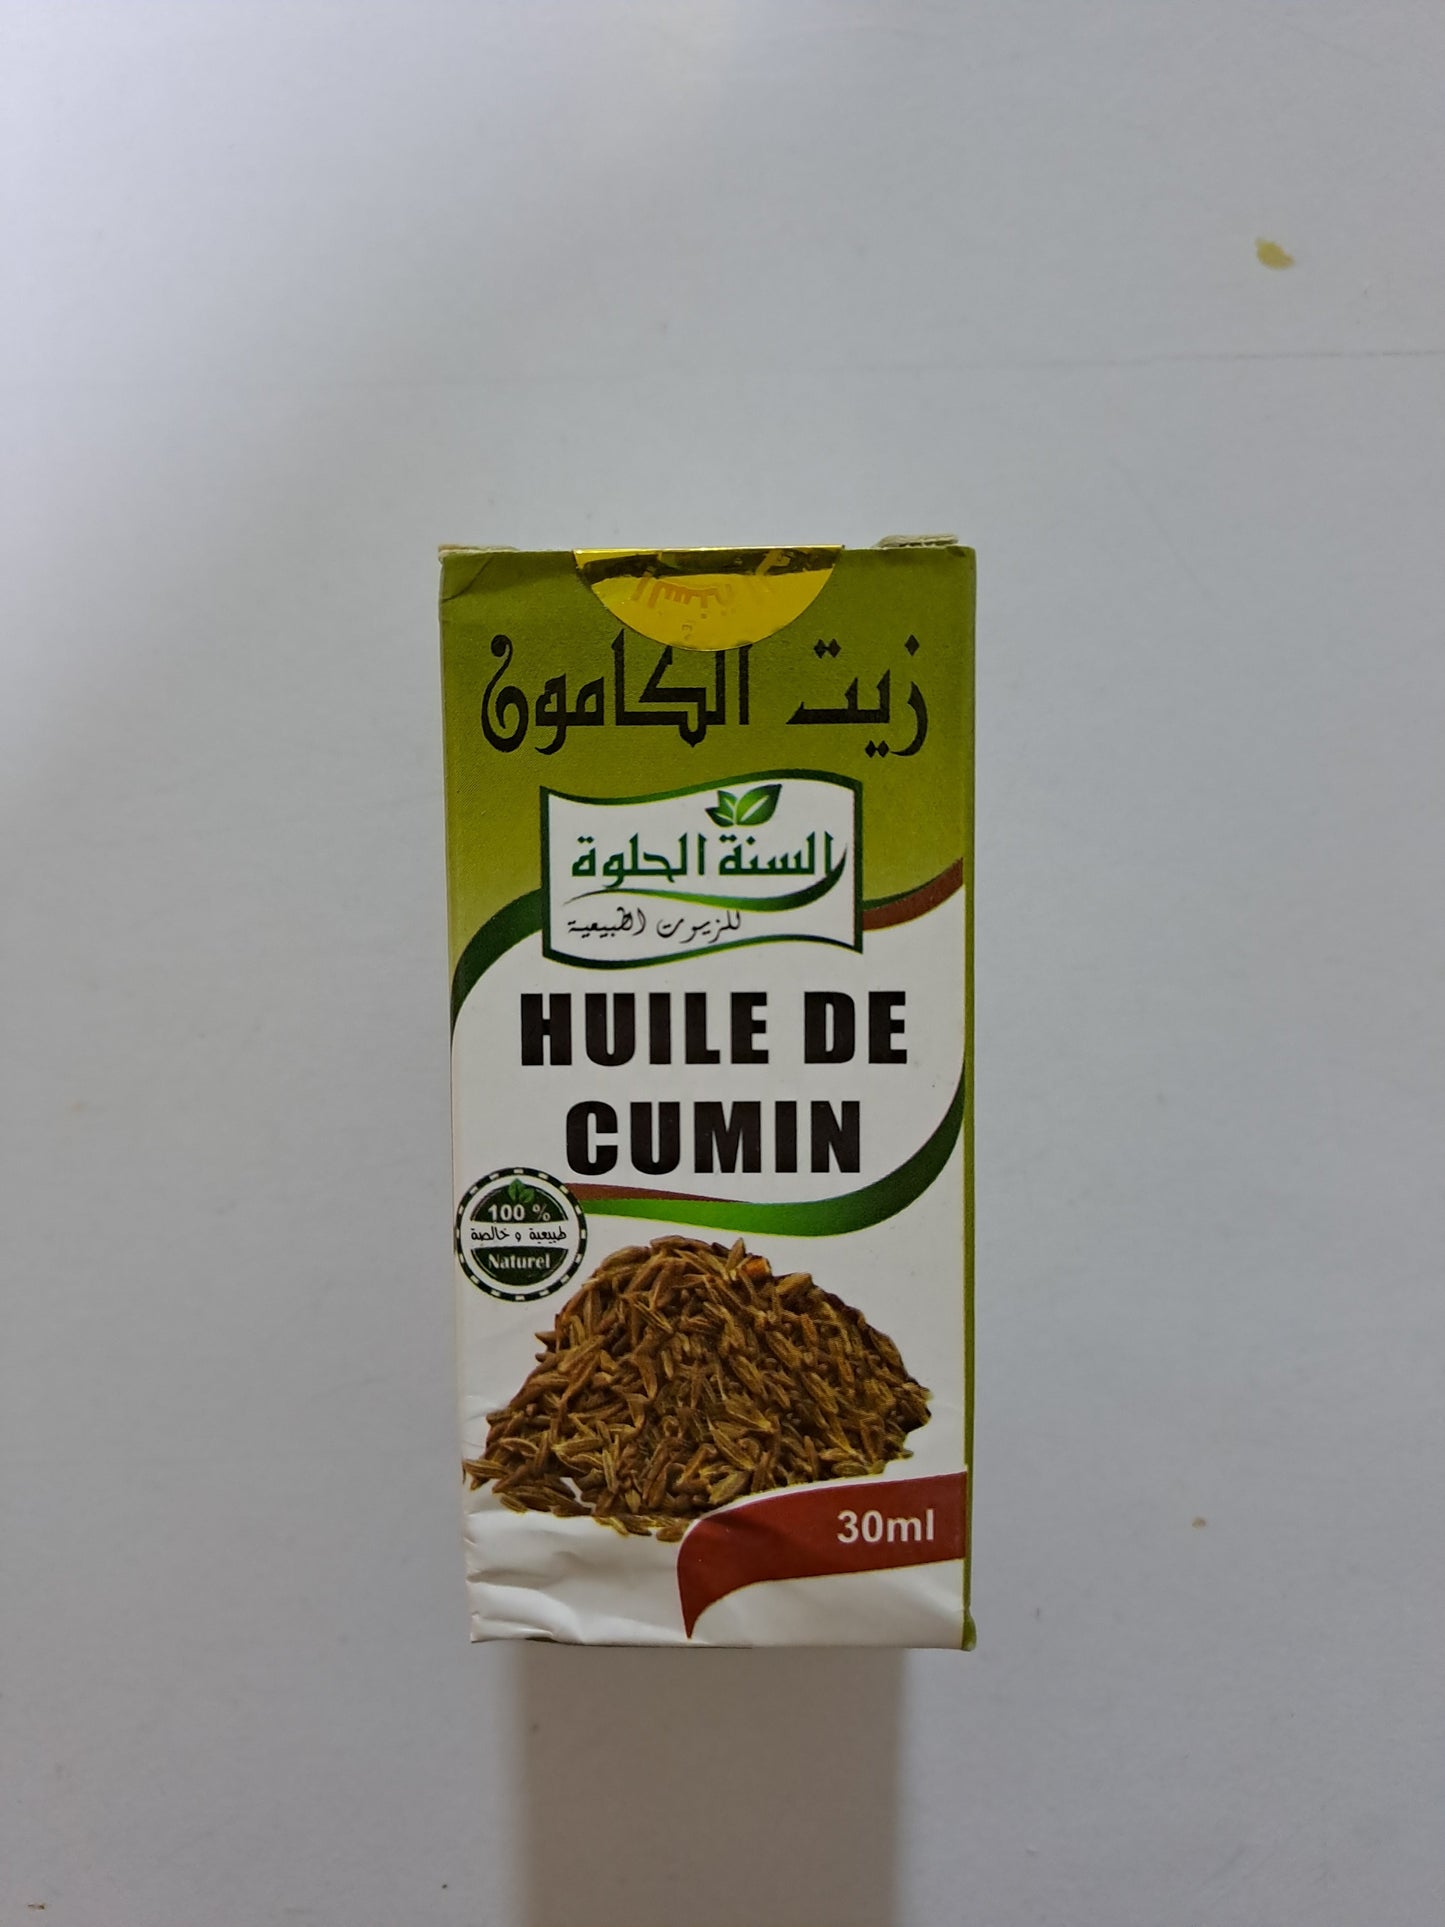 زيت الكامون
السنة الحلوة
للزيوت الطبيعية
HUILE DE
CUMIN
100 %
طبيعية و خالصة
Naturel
30ml